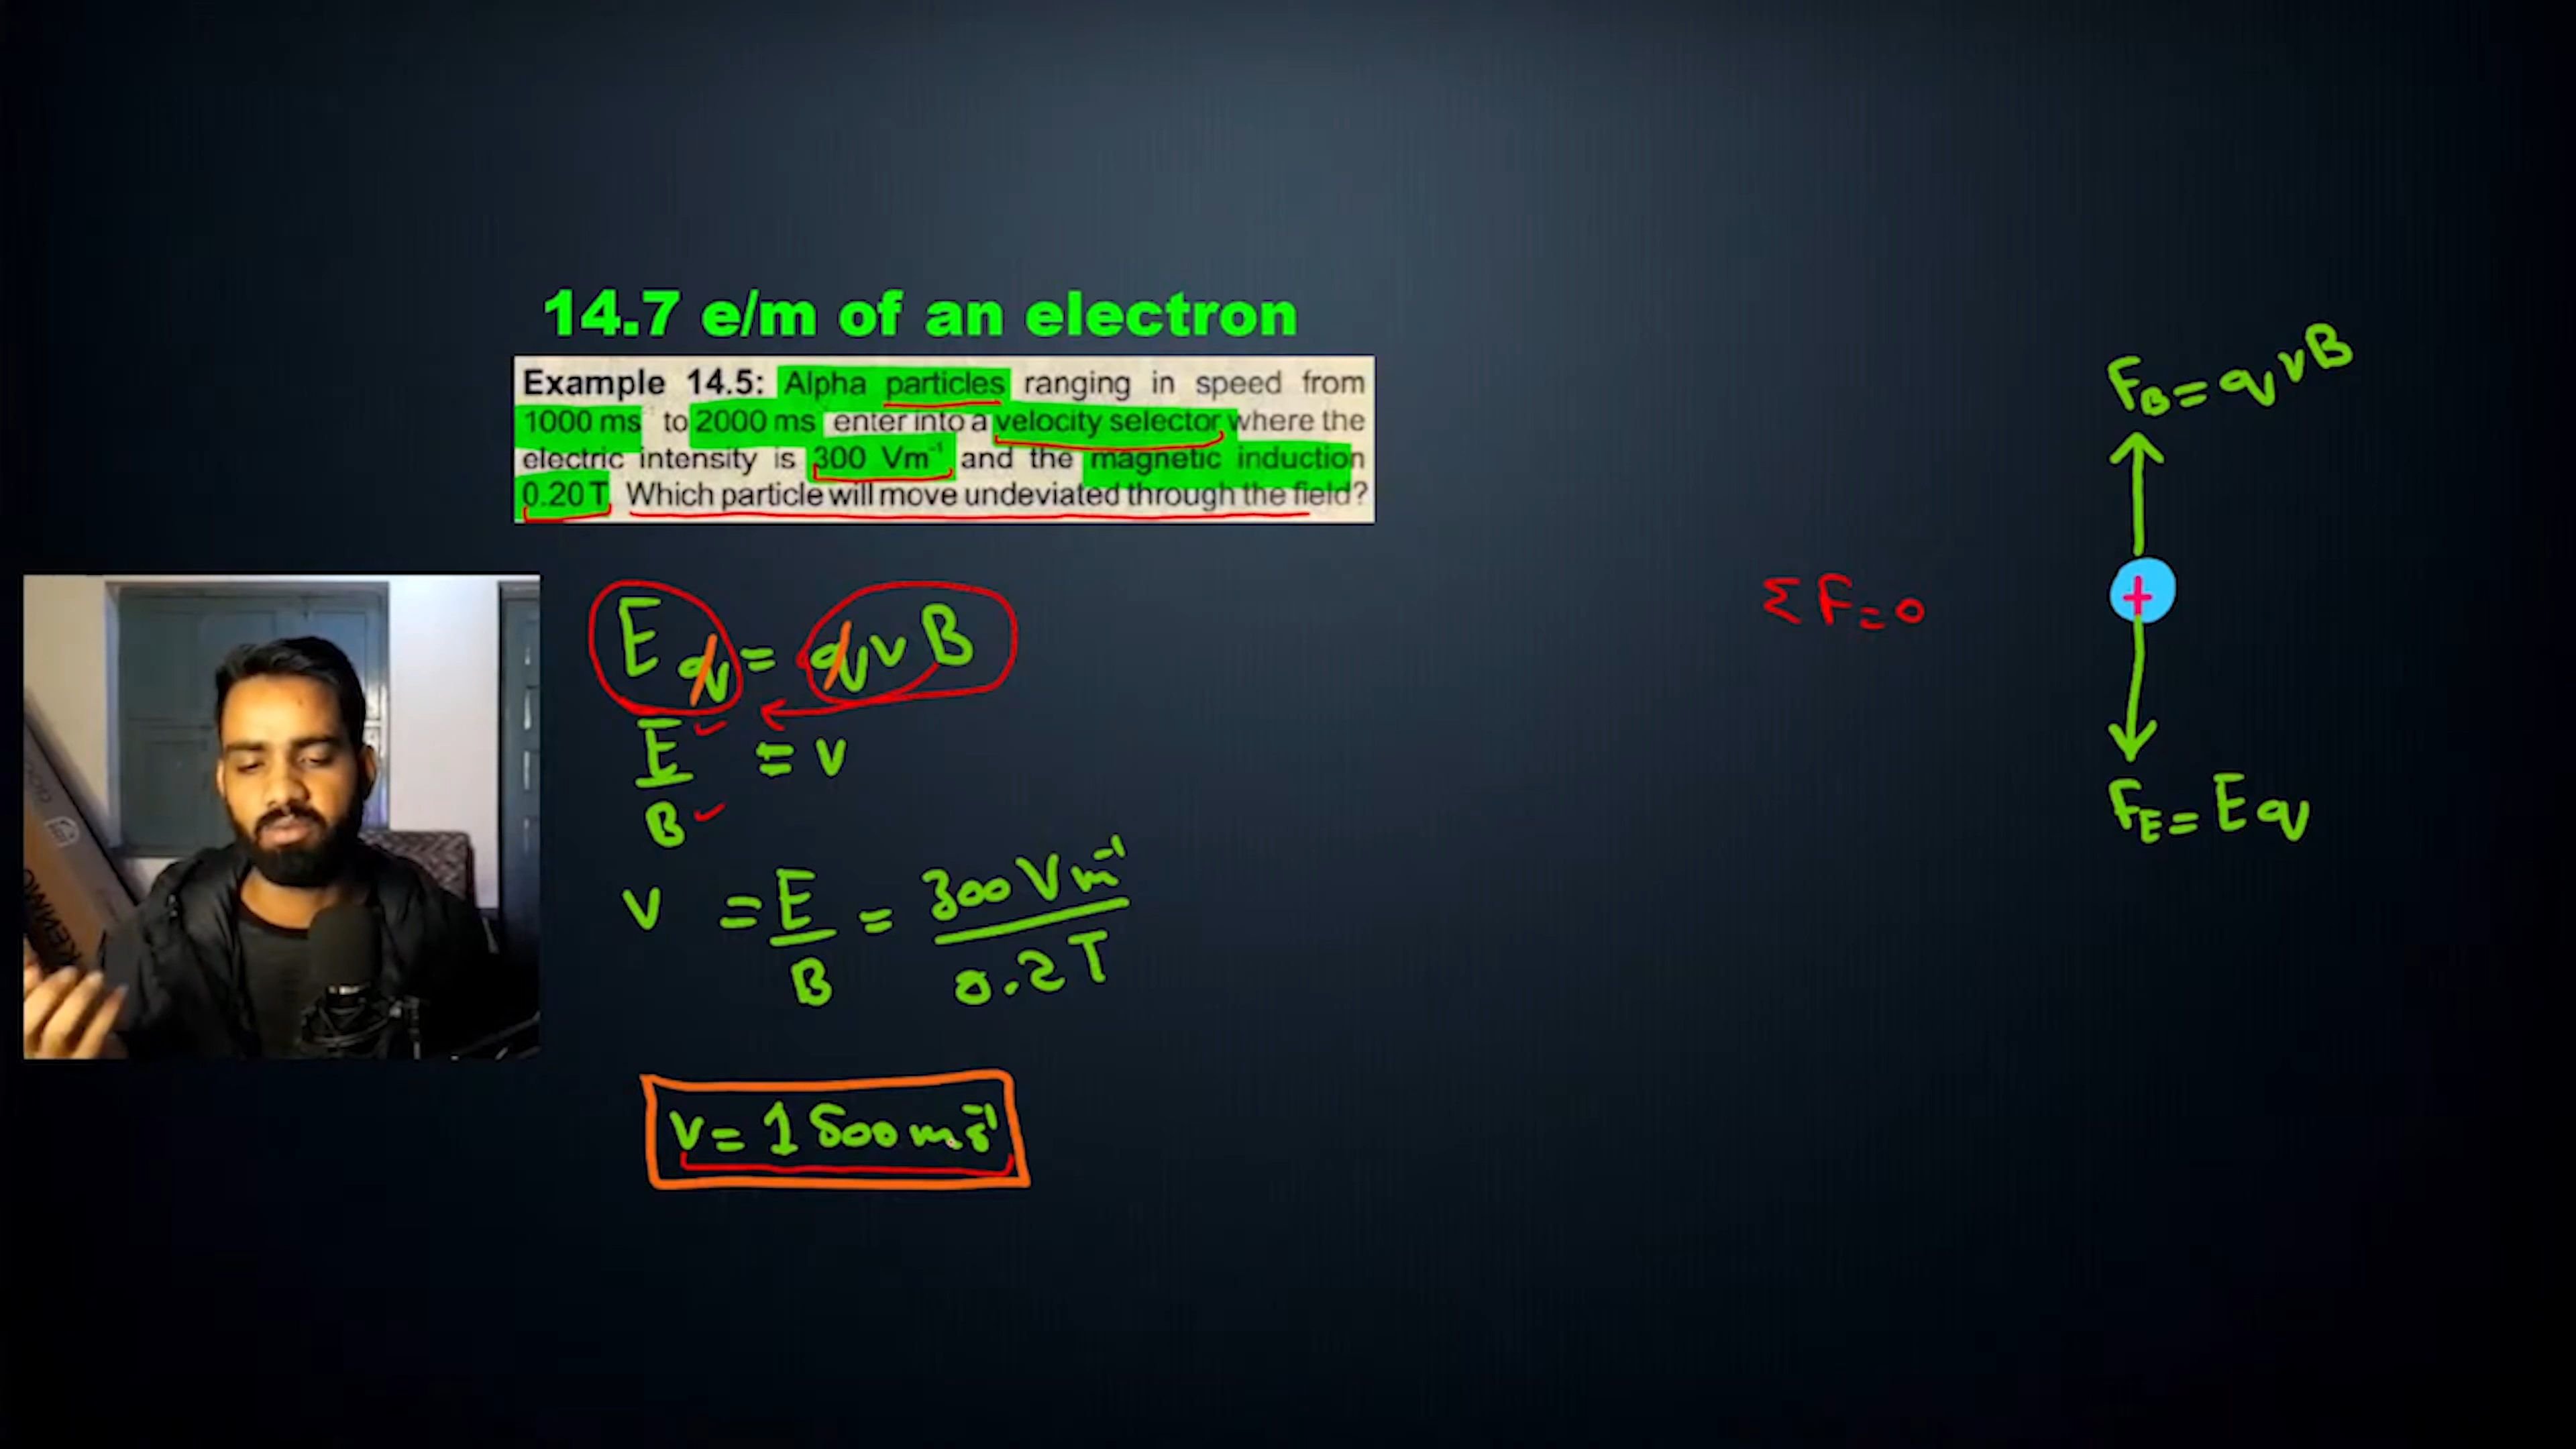 14.7 e/m of an electron
Example 14.5: Alpha particles ranging in speed from
1000 ms⁻¹ to 2000 ms enter into a velocity selector where the
electric intensity is 300 Vm⁻¹ and the magnetic induction
0.20 T Which particle will move undeviated through the field?
E q = q v B
E/B = v
v = E/B = 300 Vm⁻¹/0.2 T
v = 1500 ms⁻¹
ΣF = 0
F_B = qvB
+
F_E = Eq